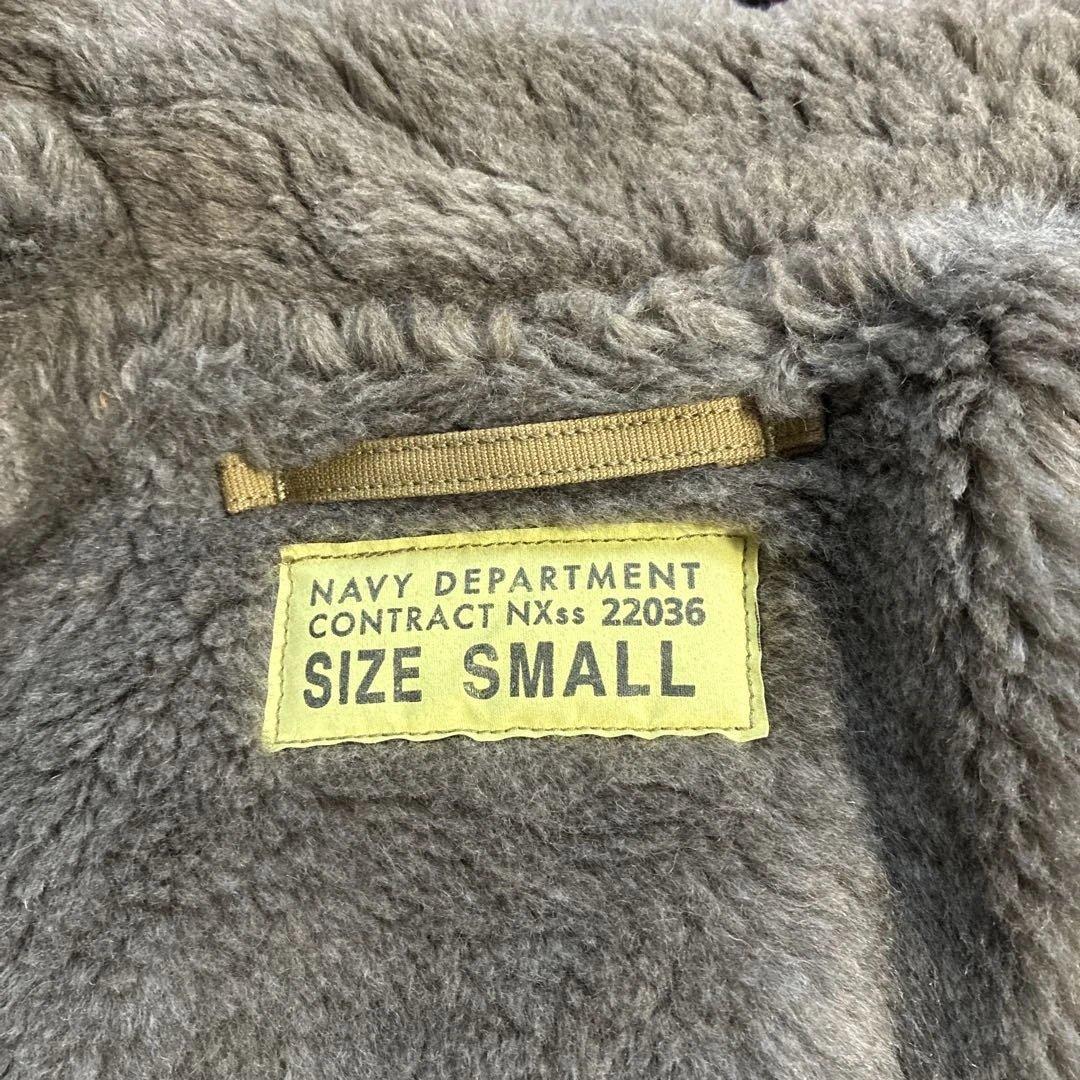 NAVY DEPARTMENT
CONTRACT NXss 22036
SIZE SMALL